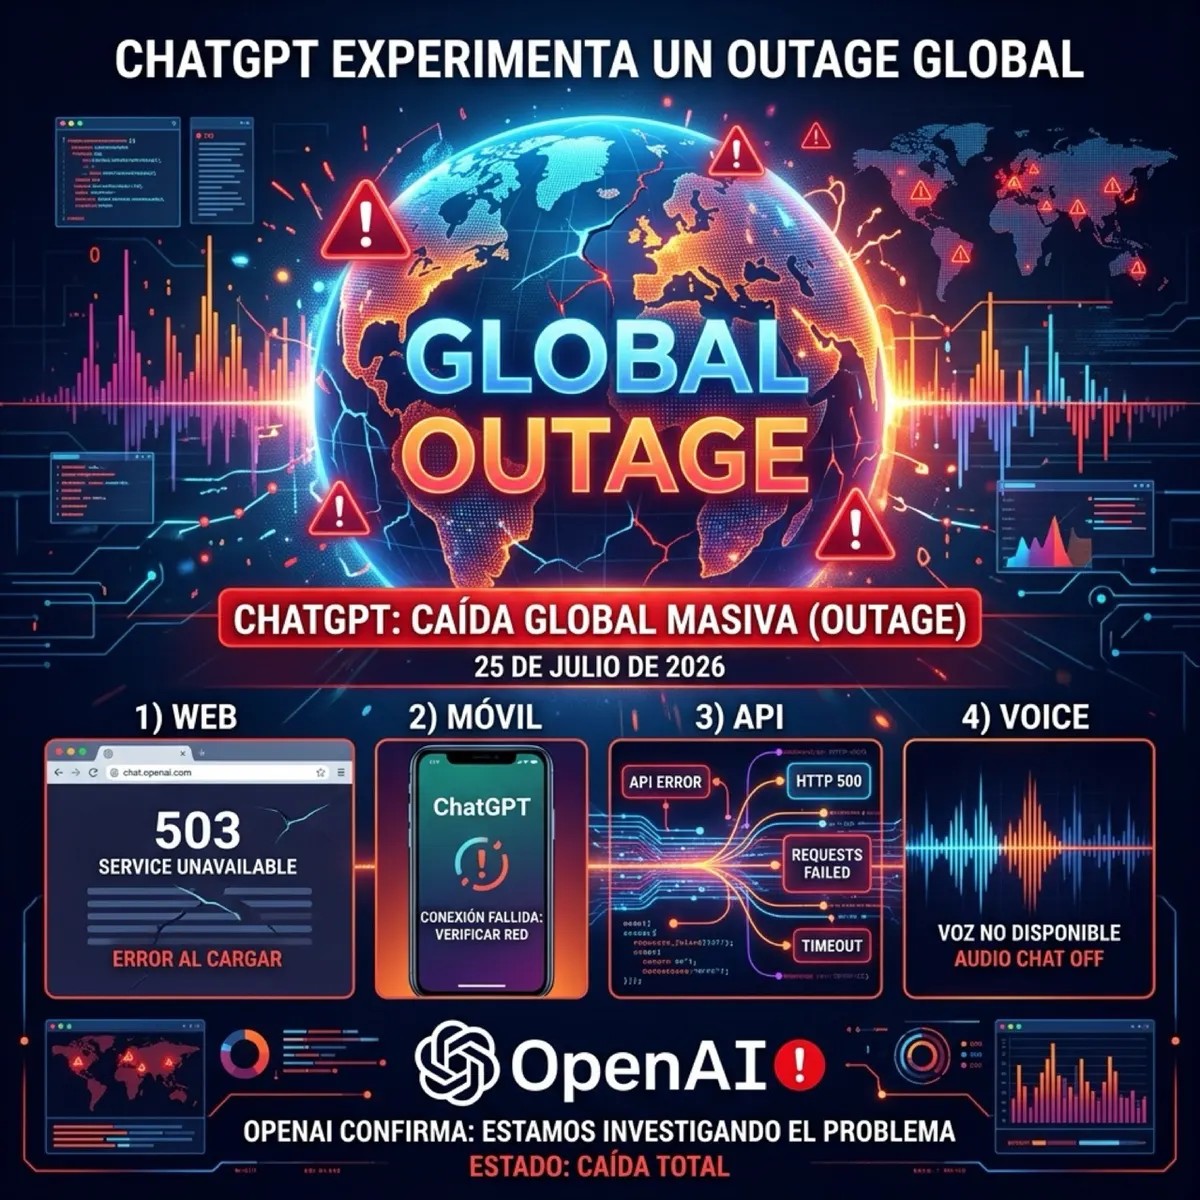 CHATGPT EXPERIMENTA UN OUTAGE GLOBAL
GLOBAL
OUTAGE
CHATGPT: CAÍDA GLOBAL MASIVA (OUTAGE)
25 DE JULIO DE 2026
1) WEB
chat.openai.com
503
SERVICE UNAVAILABLE
ERROR AL CARGAR
2) MÓVIL
ChatGPT
CONEXIÓN FALLIDA:
VERIFICAR RED
3) API
API ERROR
HTTP 500
REQUESTS
FAILED
TIMEOUT
4) VOICE
VOZ NO DISPONIBLE
AUDIO CHAT OFF
OpenAI
OPENAI CONFIRMA: ESTAMOS INVESTIGANDO EL PROBLEMA
ESTADO: CAÍDA TOTAL